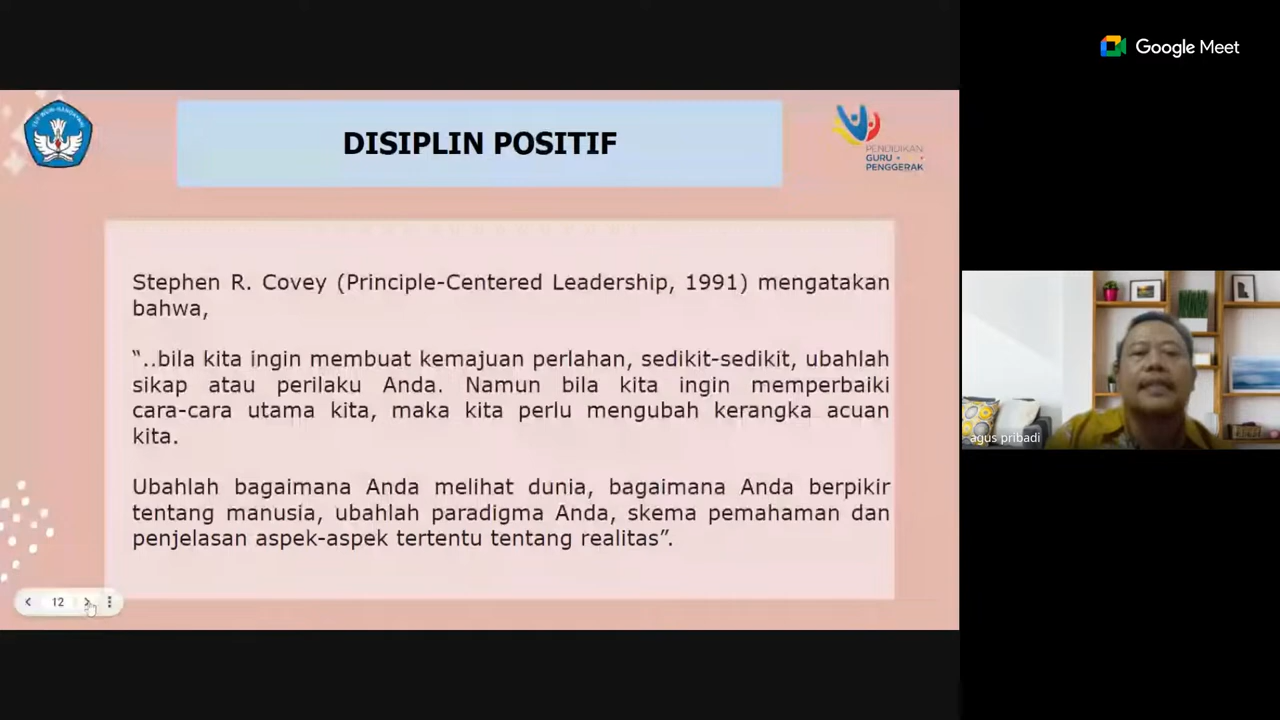 Google Meet
DISIPLIN POSITIF
TUT WURI HANDAYANI
PENDIDIKAN
GURU
PENGGERAK
Stephen R. Covey (Principle-Centered Leadership, 1991) mengatakan
bahwa,
“..bila kita ingin membuat kemajuan perlahan, sedikit-sedikit, ubahlah
sikap atau perilaku Anda. Namun bila kita ingin memperbaiki
cara-cara utama kita, maka kita perlu mengubah kerangka acuan
kita.
Ubahlah bagaimana Anda melihat dunia, bagaimana Anda berpikir
tentang manusia, ubahlah paradigma Anda, skema pemahaman dan
penjelasan aspek-aspek tertentu tentang realitas”.
agus pribadi
12